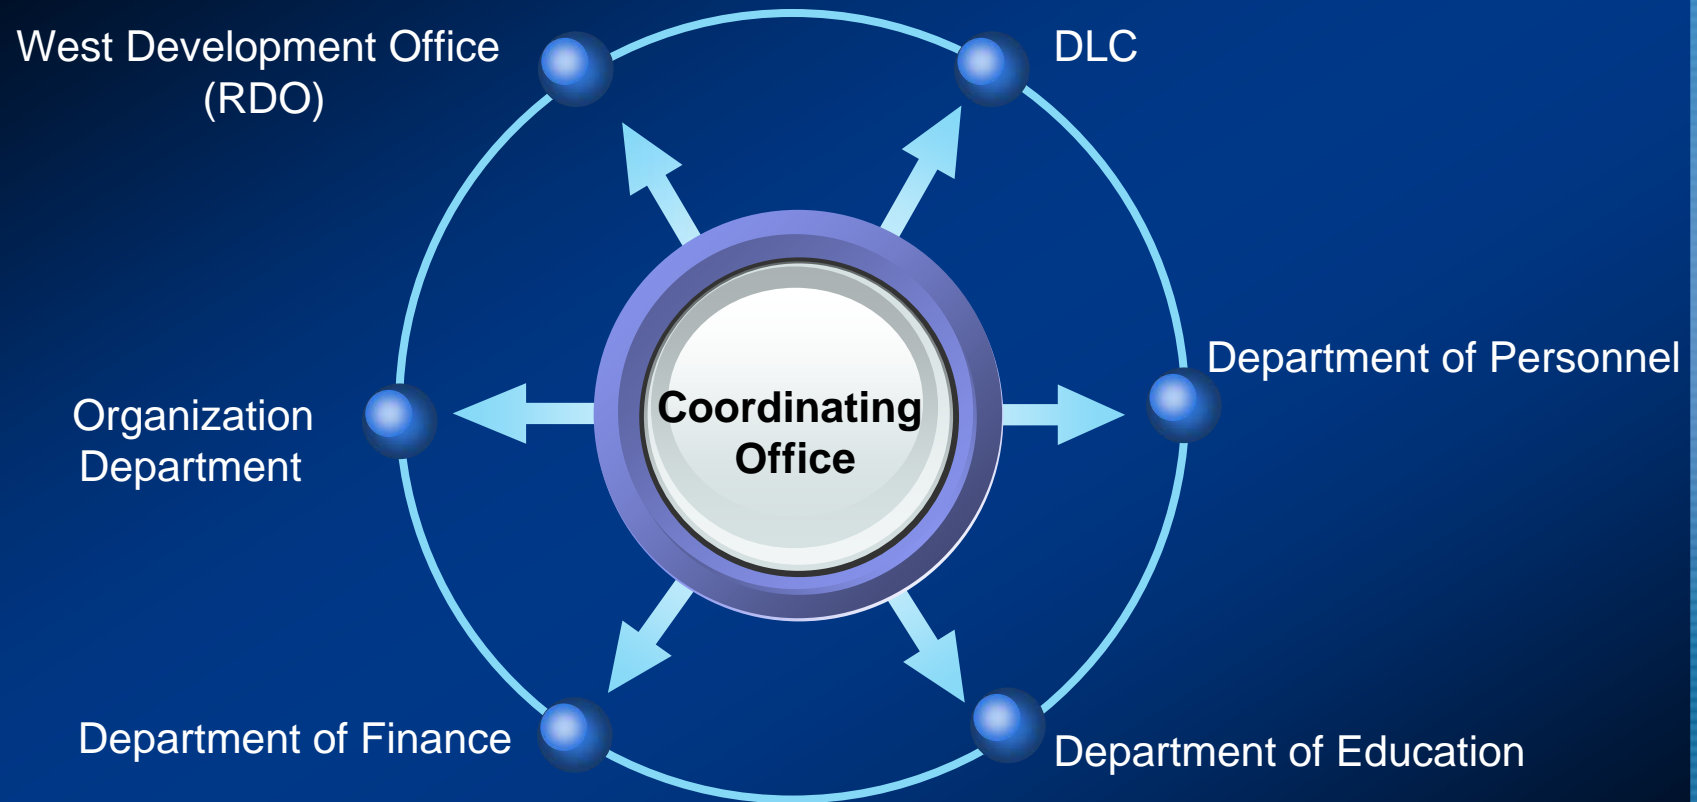 West Development Office
(RDO)
DLC
Department of Personnel
Organization
Department
Coordinating
Office
Department of Finance
Department of Education